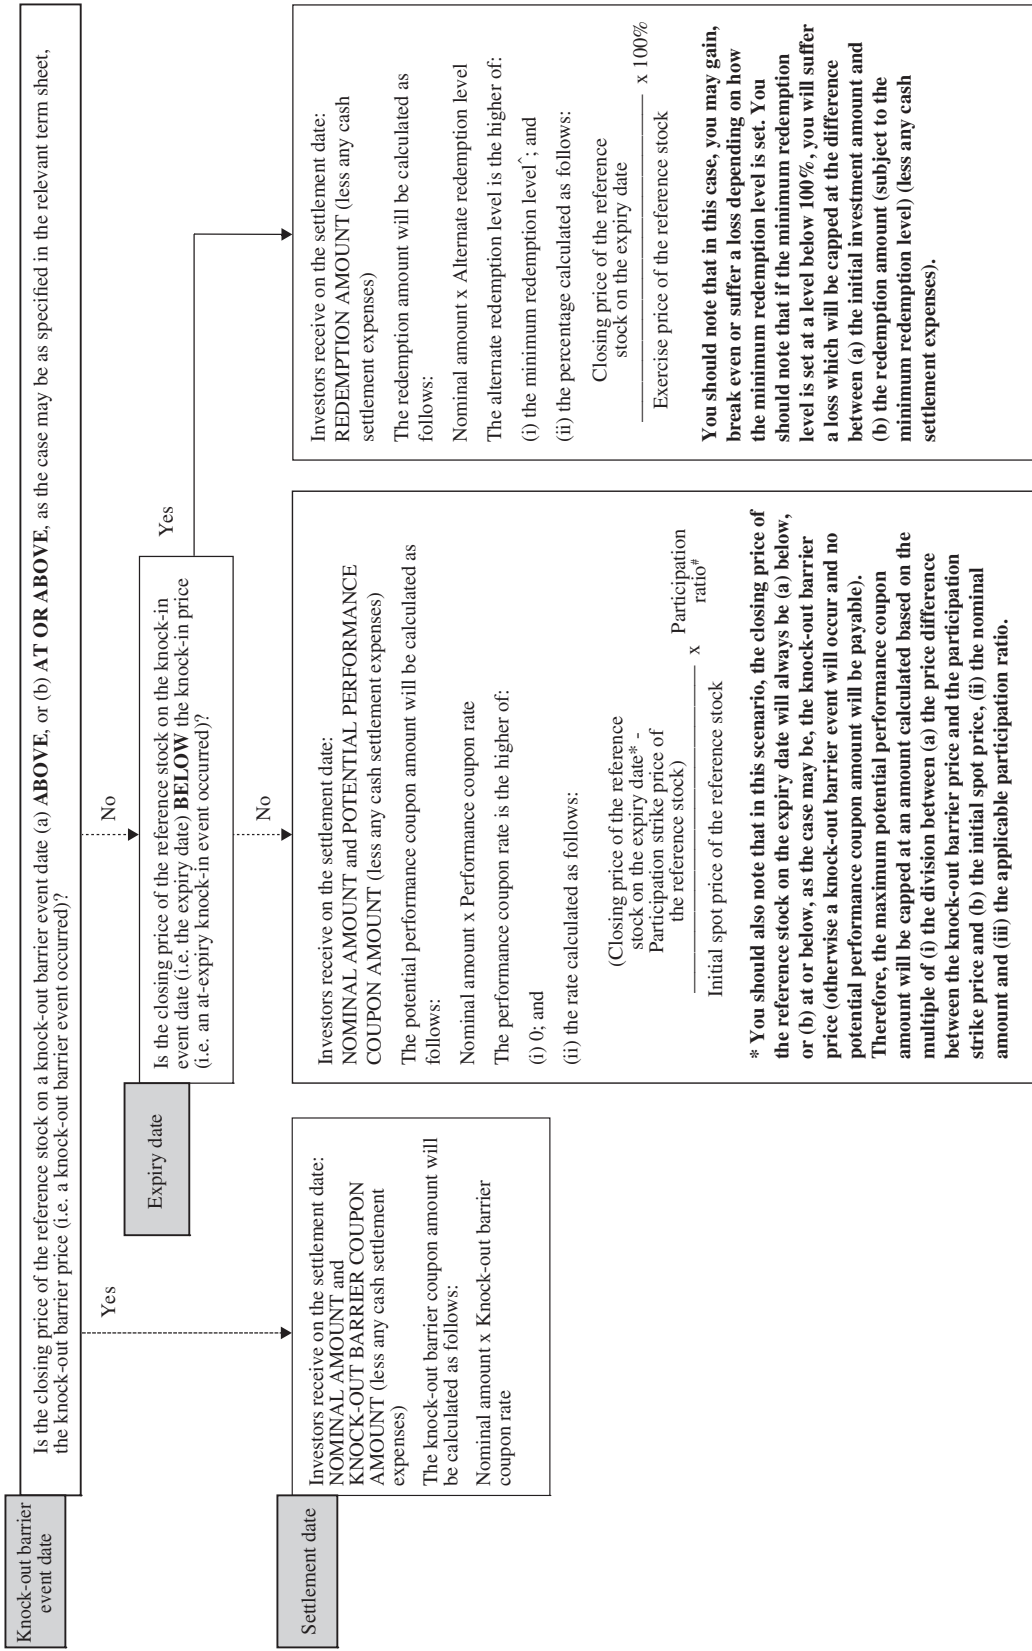 Knock-out barrier
event date
Is the closing price of the reference stock on a knock-out barrier event date (a) ABOVE, or (b) AT OR ABOVE, as the case may be as specified in the relevant term sheet,
the knock-out barrier price (i.e. a knock-out barrier event occurred)?
Yes
No
Expiry date
Is the closing price of the reference stock on the knock-in
event date (i.e. the expiry date) BELOW the knock-in price
(i.e. an at-expiry knock-in event occurred)?
Yes
No
Settlement date
Investors receive on the settlement date:
NOMINAL AMOUNT and
KNOCK-OUT BARRIER COUPON
AMOUNT (less any cash settlement
expenses)
The knock-out barrier coupon amount will
be calculated as follows:
Nominal amount x Knock-out barrier
coupon rate
Investors receive on the settlement date:
NOMINAL AMOUNT and POTENTIAL PERFORMANCE
COUPON AMOUNT (less any cash settlement expenses)
The potential performance coupon amount will be calculated as
follows:
Nominal amount x Performance coupon rate
The performance coupon rate is the higher of:
(i) 0; and
(ii) the rate calculated as follows:
((Closing price of the reference
stock on the expiry date* -
Participation strike price of
the reference stock)
Initial spot price of the reference stock
x
Participation
ratio#
* You should also note that in this scenario, the closing price of
the reference stock on the expiry date will always be (a) below,
or (b) at or below, as the case may be, the knock-out barrier
price (otherwise a knock-out barrier event will occur and no
potential performance coupon amount will be payable).
Therefore, the maximum potential performance coupon
amount will be capped at an amount calculated based on the
multiple of (i) the division between (a) the price difference
between the knock-out barrier price and the participation
strike price and (b) the initial spot price, (ii) the nominal
amount and (iii) the applicable participation ratio.
Investors receive on the settlement date:
REDEMPTION AMOUNT (less any cash
settlement expenses)
The redemption amount will be calculated as
follows:
Nominal amount x Alternate redemption level
The alternate redemption level is the higher of:
(i) the minimum redemption level^; and
(ii) the percentage calculated as follows:
Closing price of the reference
stock on the expiry date
Exercise price of the reference stock
x 100%
You should note that in this case, you may gain,
break even or suffer a loss depending on how
the minimum redemption level is set. You
should note that if the minimum redemption
level is set at a level below 100%, you will suffer
a loss which will be capped at the difference
between (a) the initial investment amount and
(b) the redemption amount (subject to the
minimum redemption level) (less any cash
settlement expenses).